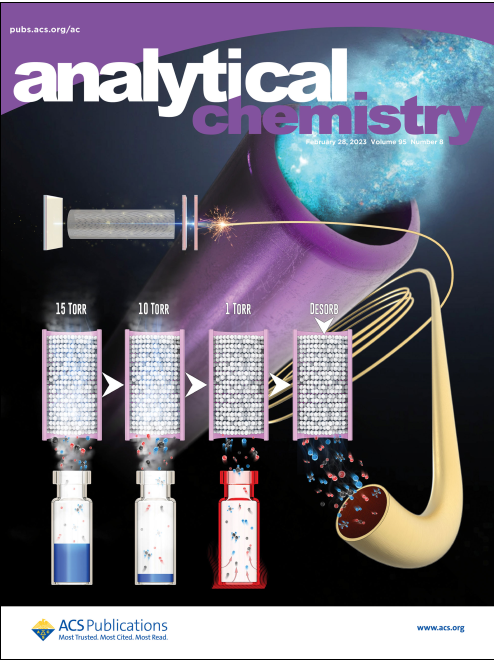 pubs.acs.org/ac
analytical
chemistry
February 28, 2023 Volume 95 Number 8
15 TORR
10 TORR
1 TORR
DESORB
ACS Publications
Most Trusted. Most Cited. Most Read.
www.acs.org